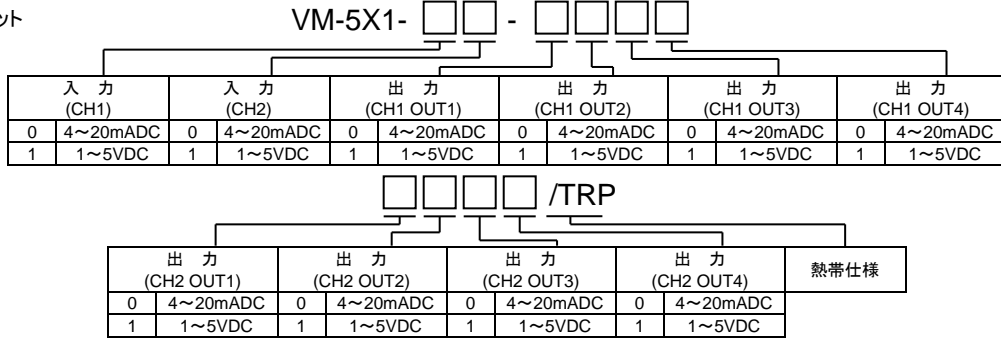 ット
VM-5X1-□□ - □□□□
入 力 (CH1) 入 力 (CH2) 出 力 (CH1 OUT1) 出 力 (CH1 OUT2) 出 力 (CH1 OUT3) 出 力 (CH1 OUT4)
0 4～20mADC 0 4～20mADC 0 4～20mADC 0 4～20mADC 0 4～20mADC 0 4～20mADC
1 1～5VDC 1 1～5VDC 1 1～5VDC 1 1～5VDC 1 1～5VDC 1 1～5VDC
□□□□ /TRP
出 力 (CH2 OUT1) 出 力 (CH2 OUT2) 出 力 (CH2 OUT3) 出 力 (CH2 OUT4) 熱帯仕様
0 4～20mADC 0 4～20mADC 0 4～20mADC 0 4～20mADC
1 1～5VDC 1 1～5VDC 1 1～5VDC 1 1～5VDC